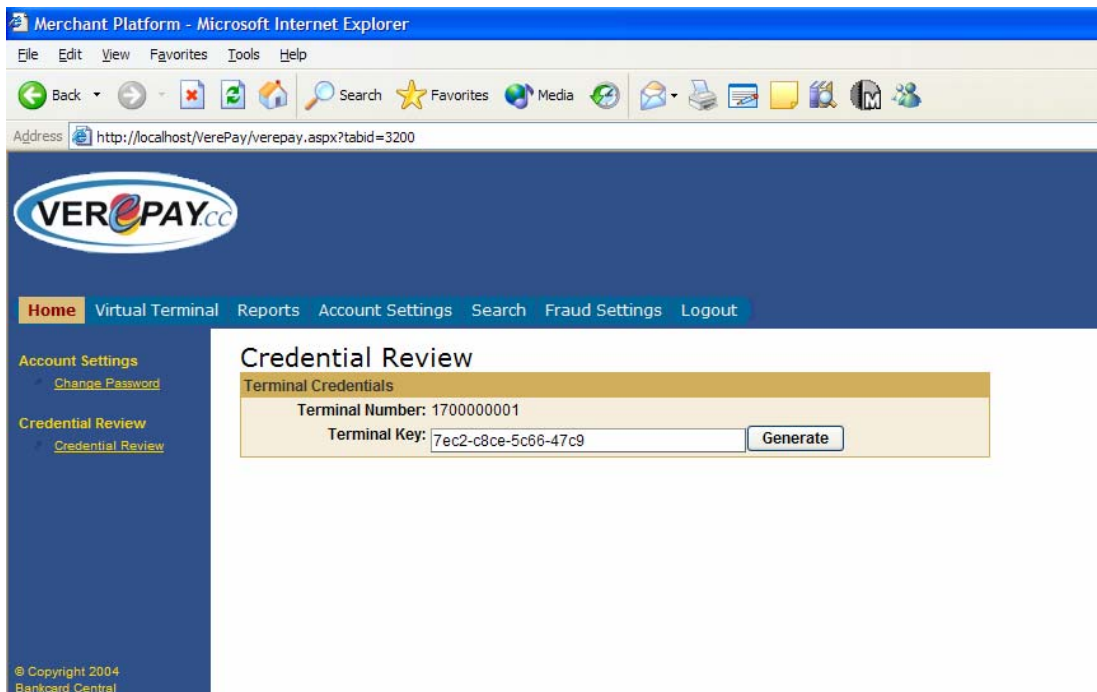 Merchant Platform - Microsoft Internet Explorer
File Edit View Favorites Tools Help
Back Search Favorites Media
Address http://localhost/VerePay/verepay.aspx?tabid=3200
VEREPAY.cc
Home Virtual Terminal Reports Account Settings Search Fraud Settings Logout
Account Settings
Change Password
Credential Review
Credential Review
Credential Review
Terminal Credentials
Terminal Number: 1700000001
Terminal Key: 7ec2-c8ce-5c66-47c9 Generate
© Copyright 2004
Bankcard Central